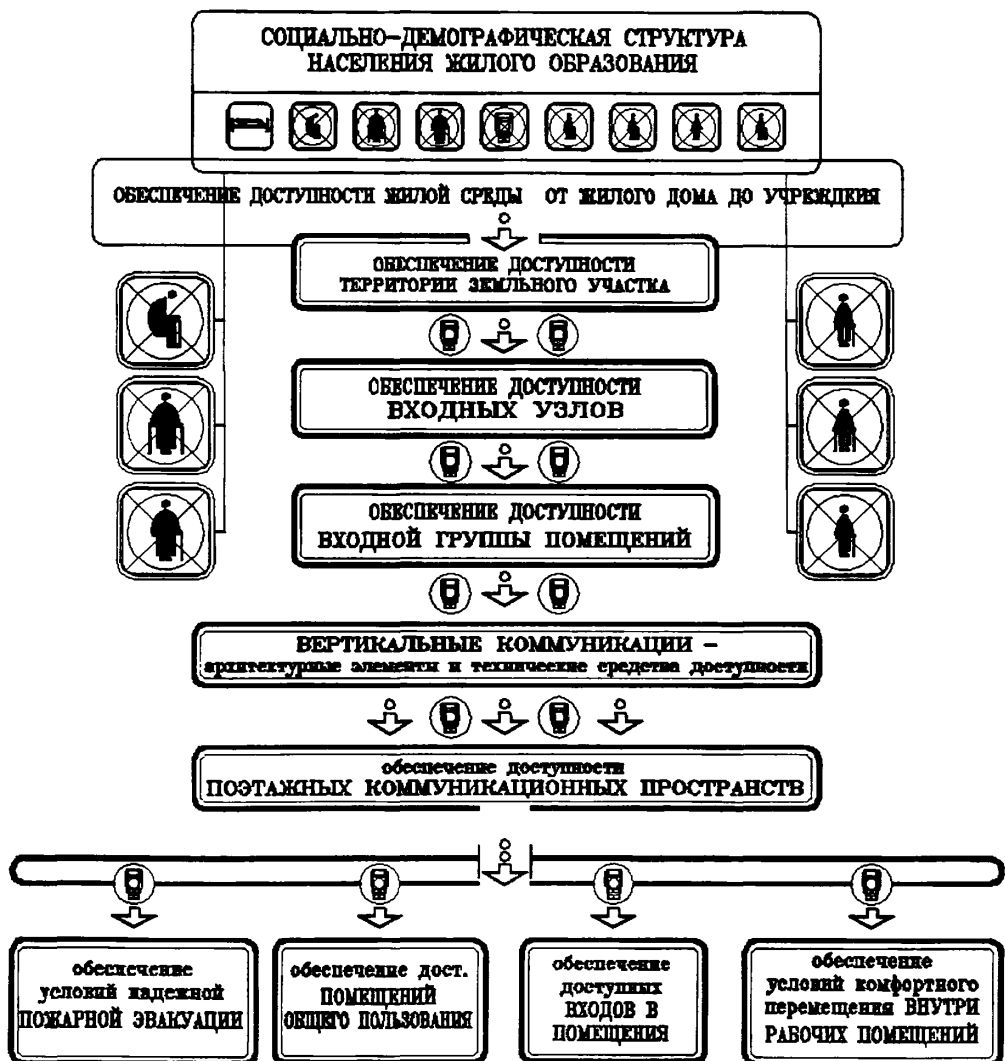 СОЦИАЛЬНО-ДЕМОГРАФИЧЕСКАЯ СТРУКТУРА
НАСЕЛЕНИЯ ЖИЛОГО ОБРАЗОВАНИЯ
ОБЕСПЕЧЕНИЕ ДОСТУПНОСТИ ЖИЛОЙ СРЕДЫ ОТ ЖИЛОГО ДОМА ДО УЧРЕЖДЕИЯ
ОБЕСПЕЧЕНИЕ ДОСТУПНОСТИ
ТЕРРИТОРИИ ЗЕМЛЬНОГО УЧАСТКА
ОБЕСПЕЧЕНИЕ ДОСТУПНОСТИ
ВХОДНЫХ УЗЛОВ
ОБЕСПЕЧЕНИЕ ДОСТУПНОСТИ
ВХОДНОЙ ГРУППЫ ПОМЕЩЕНИЙ
ВЕРТИКАЛЬНЫЕ КОММУНИКАЦИИ –
архитектурные элементы и технические средства доступности
обеспечение доступности
ПОЭТАЖНЫХ КОММУНИКАЦИОННЫХ ПРОСТРАНСТВ
обеспечение
условий надежной
ПОЖАРНОЙ ЭВАКУАЦИИ
обеспечение дост.
ПОМЕЩЕНИЙ
ОБЩЕГО ПОЛЬЗОВАНИЯ
обеспечение
доступных
ВХОДОВ В
ПОМЕЩЕНИЯ
обеспечение
условий комфортного
перемещения ВНУТРИ
РАБОЧИХ ПОМЕЩЕНИЙ